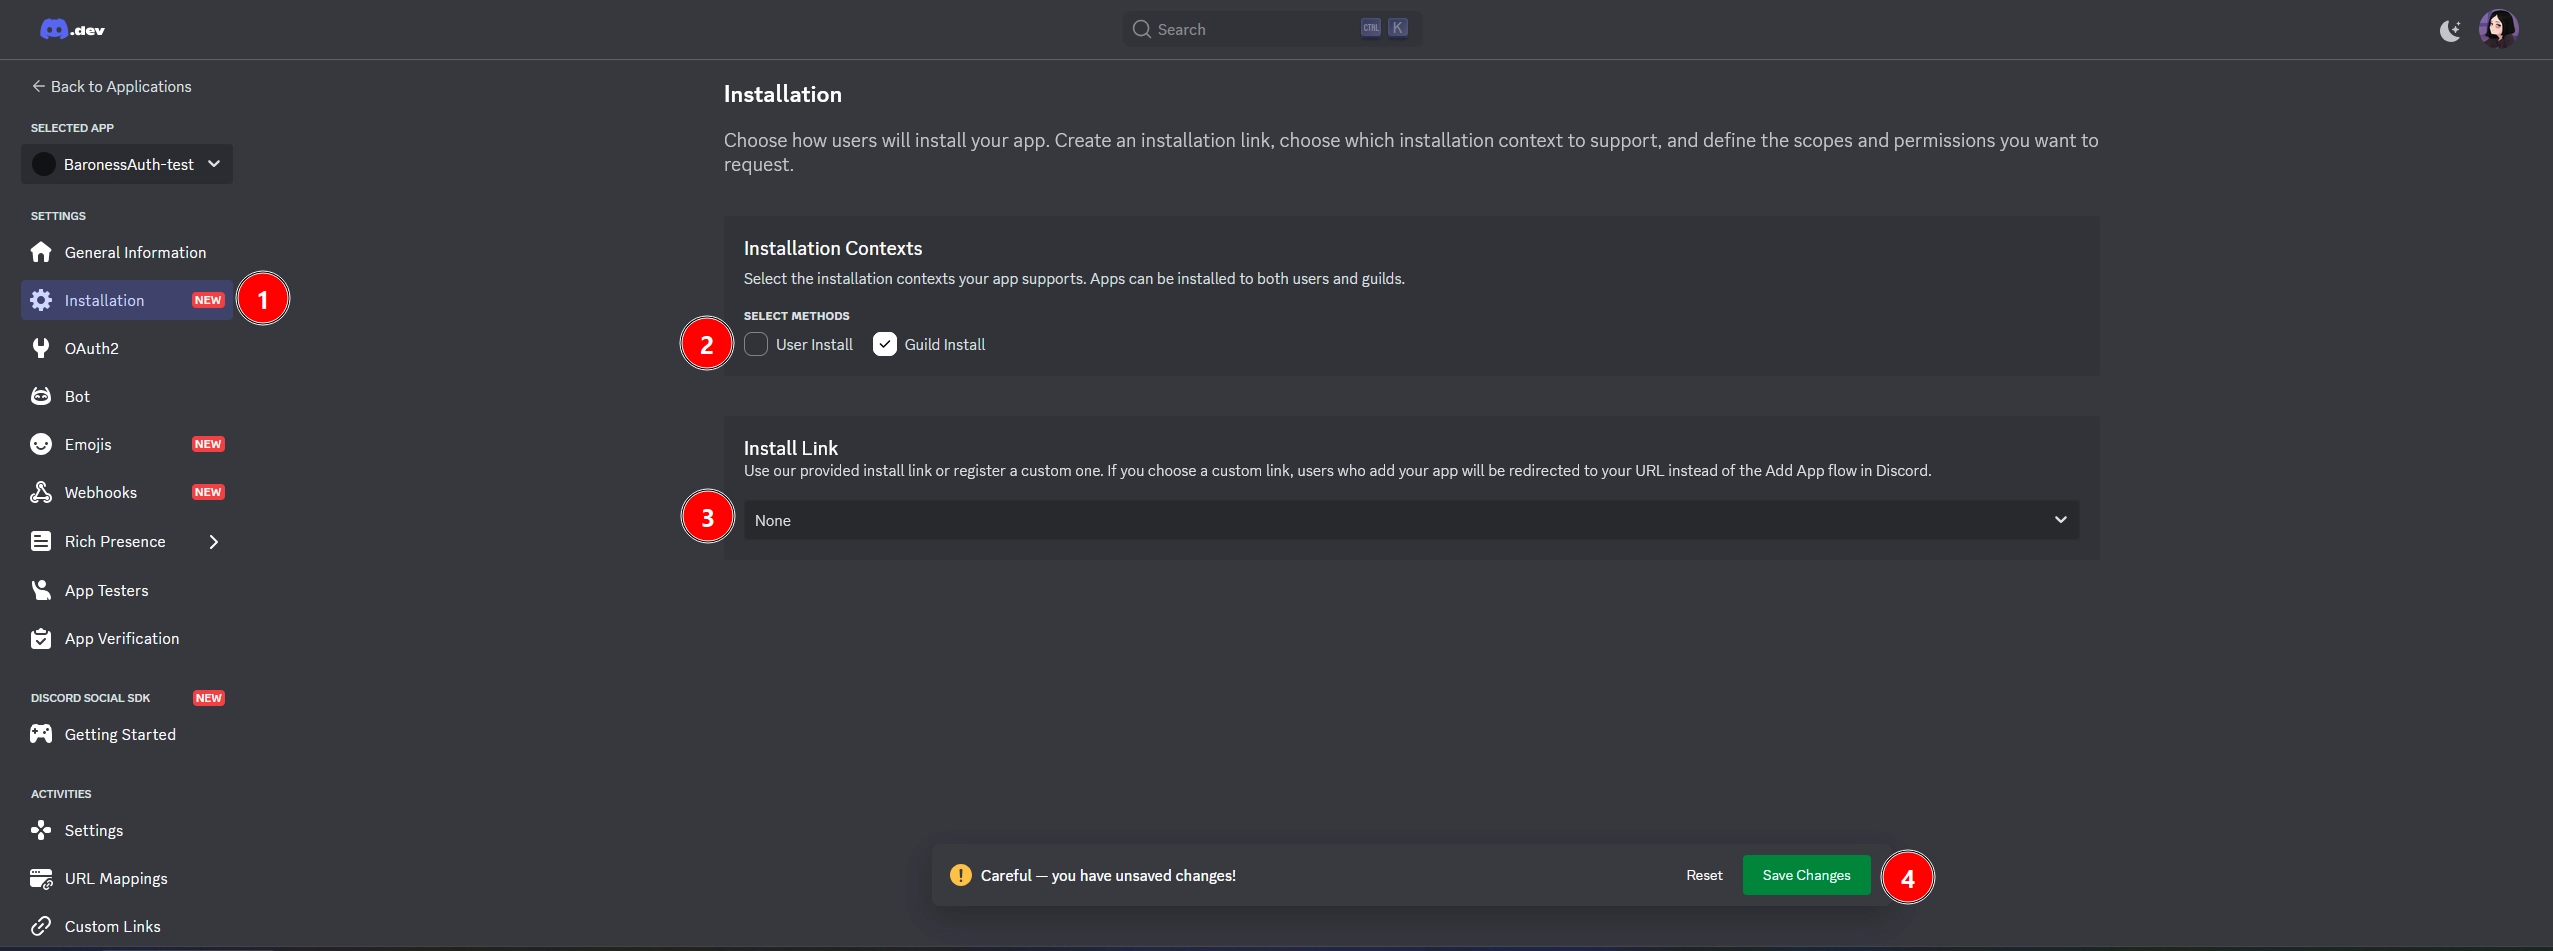 .dev
Search
CTRL K
Back to Applications
SELECTED APP
BaronessAuth-test
SETTINGS
General Information
Installation NEW
1
OAuth2
Bot
Emojis NEW
Webhooks NEW
Rich Presence
App Testers
App Verification
DISCORD SOCIAL SDK NEW
Getting Started
ACTIVITIES
Settings
URL Mappings
Custom Links
Installation
Choose how users will install your app. Create an installation link, choose which installation context to support, and define the scopes and permissions you want to
request.
Installation Contexts
Select the installation contexts your app supports. Apps can be installed to both users and guilds.
SELECT METHODS
2 User Install Guild Install
Install Link
Use our provided install link or register a custom one. If you choose a custom link, users who add your app will be redirected to your URL instead of the Add App flow in Discord.
3 None
Careful — you have unsaved changes! Reset Save Changes 4